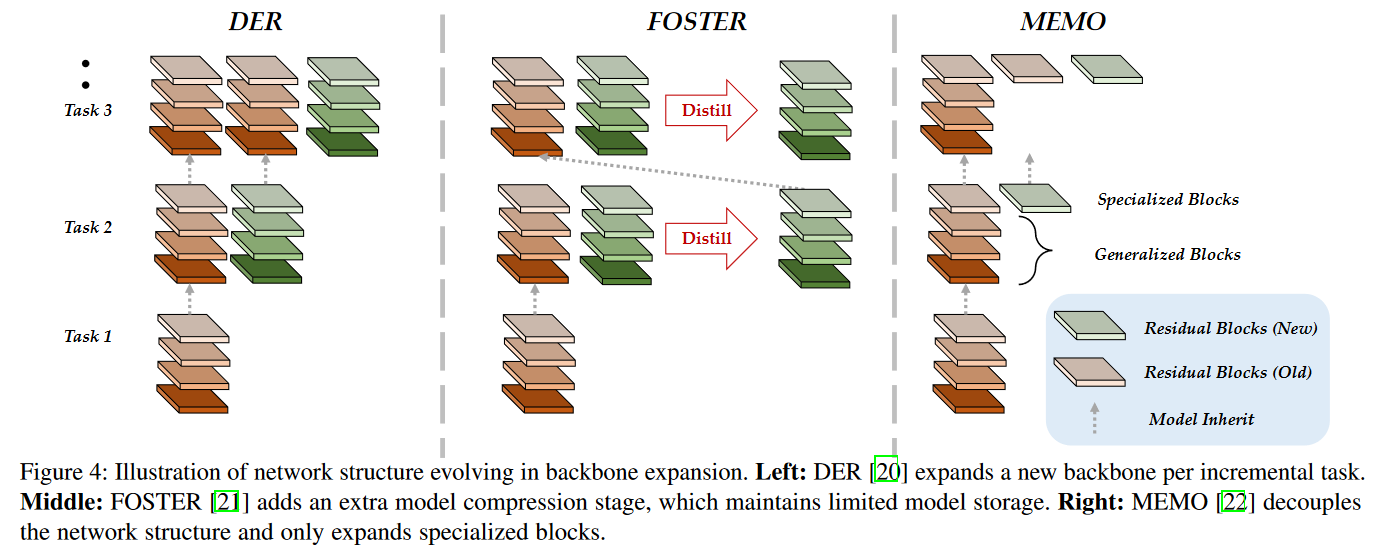 DER
FOSTER
MEMO
Task 3
Distill
Task 2
Distill
Specialized Blocks
Generalized Blocks
Task 1
Residual Blocks (New)
Residual Blocks (Old)
Model Inherit
Figure 4: Illustration of network structure evolving in backbone expansion. Left: DER [20] expands a new backbone per incremental task.
Middle: FOSTER [21] adds an extra model compression stage, which maintains limited model storage. Right: MEMO [22] decouples
the network structure and only expands specialized blocks.